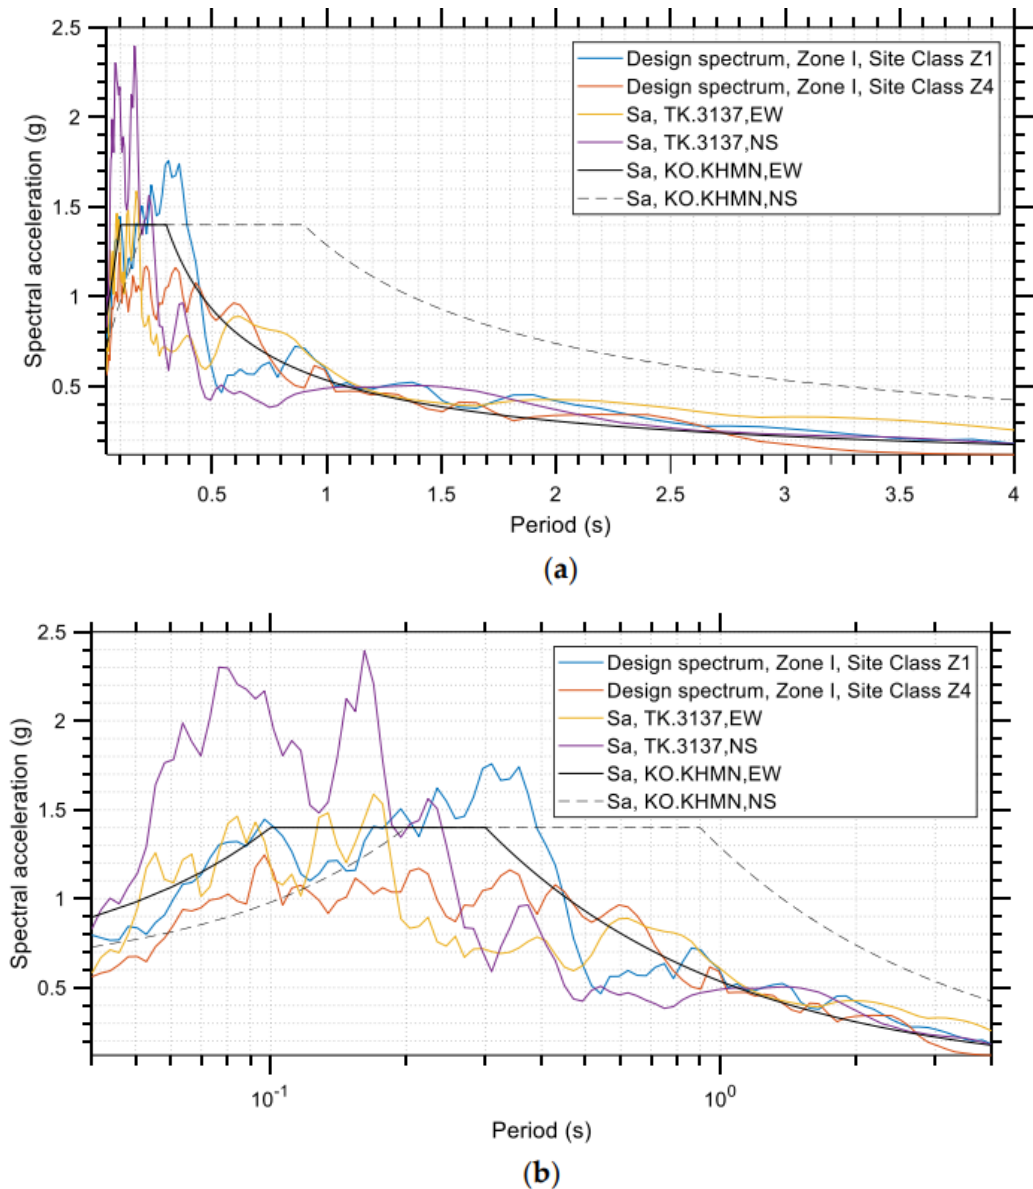 2.5
2
1.5
1
0.5
Spectral acceleration (g)
Design spectrum, Zone I, Site Class Z1
Design spectrum, Zone I, Site Class Z4
Sa, TK.3137,EW
Sa, TK.3137,NS
Sa, KO.KHMN,EW
Sa, KO.KHMN,NS
0.5 1 1.5 2 2.5 3 3.5 4
Period (s)
(a)
2.5
2
1.5
1
0.5
Spectral acceleration (g)
Design spectrum, Zone I, Site Class Z1
Design spectrum, Zone I, Site Class Z4
Sa, TK.3137,EW
Sa, TK.3137,NS
Sa, KO.KHMN,EW
Sa, KO.KHMN,NS
10⁻¹ 10⁰
Period (s)
(b)